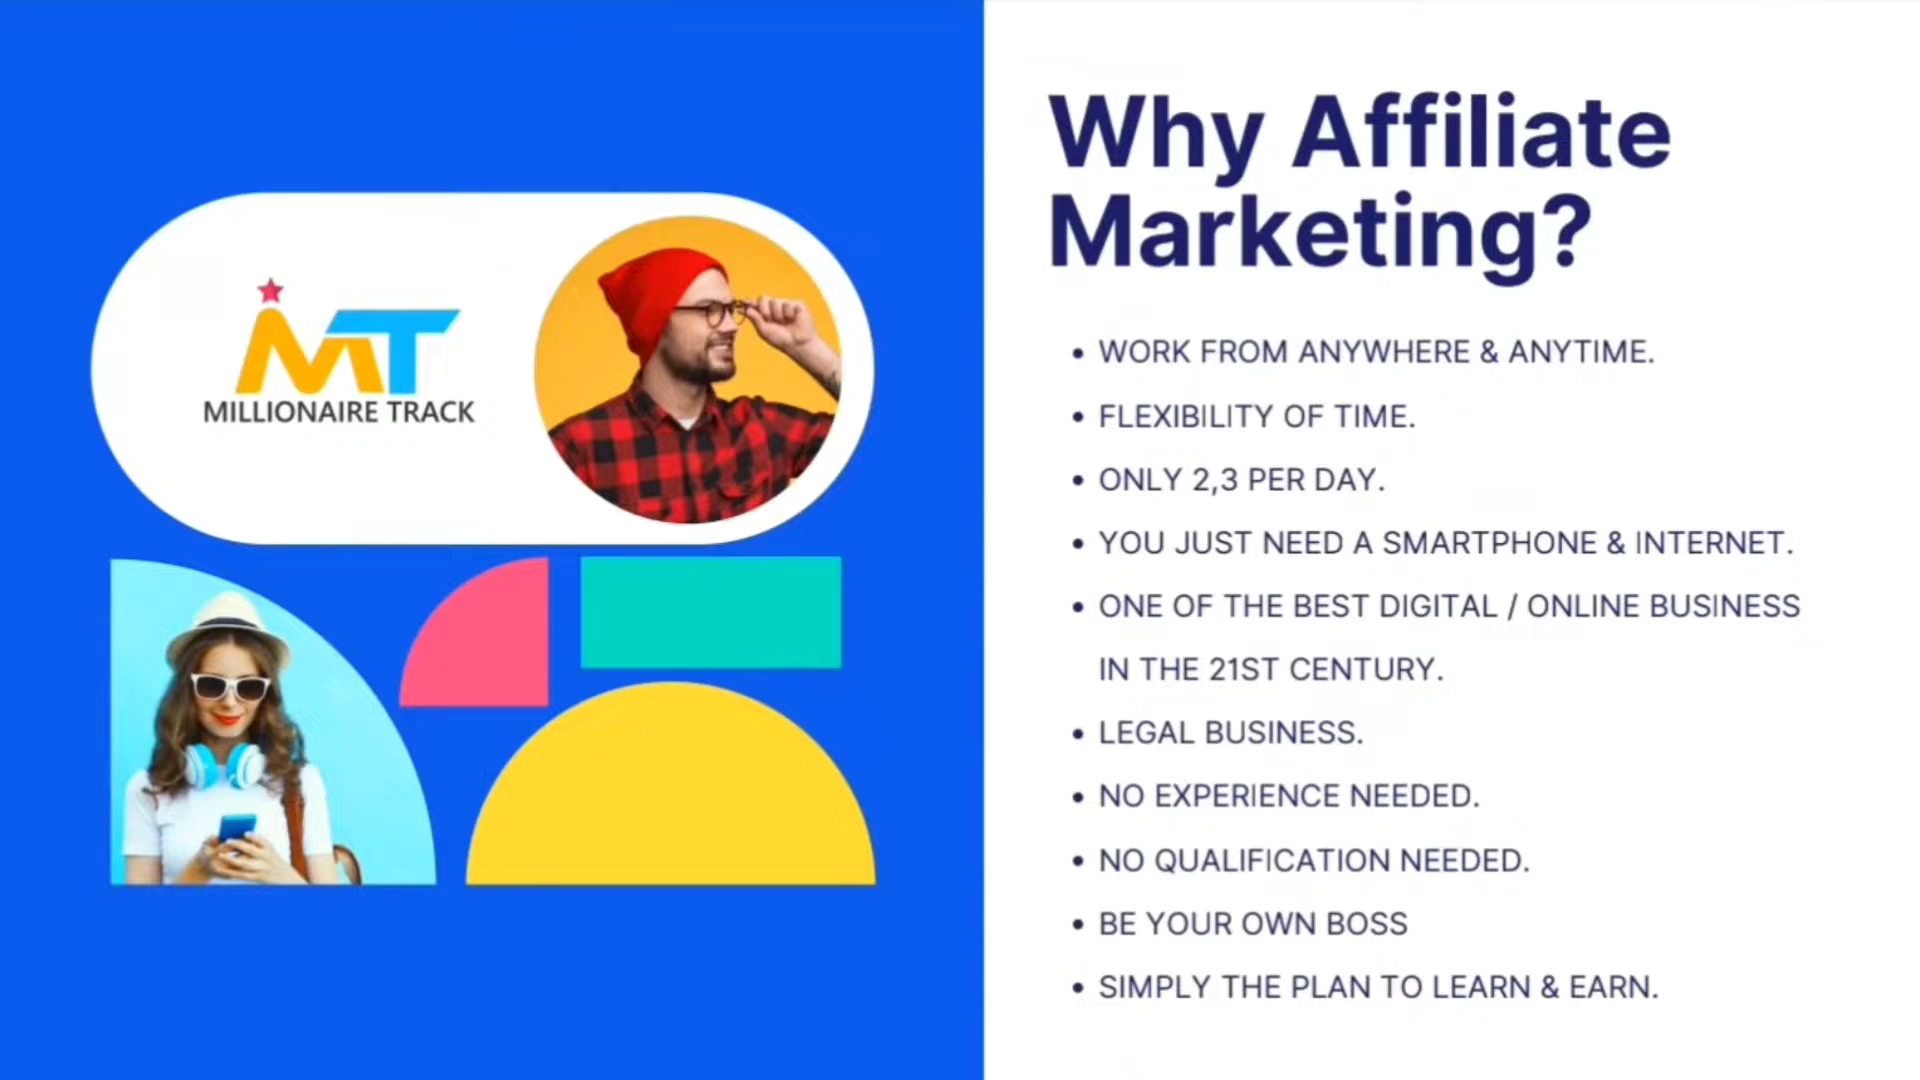 MT
MILLIONAIRE TRACK
Why Affiliate
Marketing?
• WORK FROM ANYWHERE & ANYTIME.
• FLEXIBILITY OF TIME.
• ONLY 2,3 PER DAY.
• YOU JUST NEED A SMARTPHONE & INTERNET.
• ONE OF THE BEST DIGITAL / ONLINE BUSINESS
IN THE 21ST CENTURY.
• LEGAL BUSINESS.
• NO EXPERIENCE NEEDED.
• NO QUALIFICATION NEEDED.
• BE YOUR OWN BOSS
• SIMPLY THE PLAN TO LEARN & EARN.